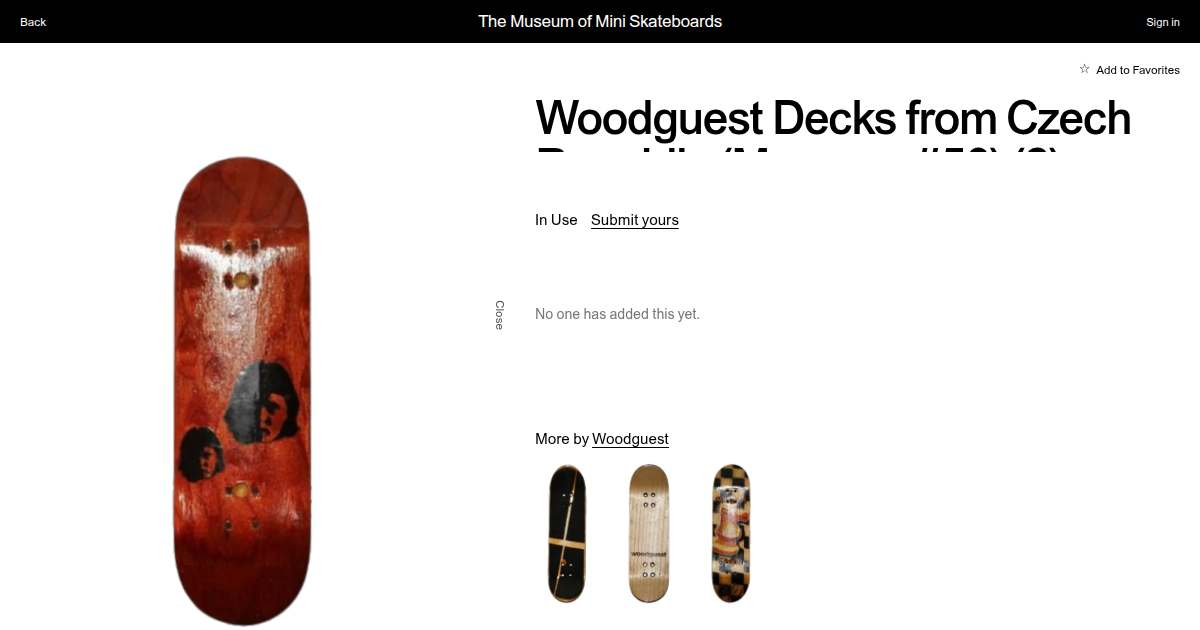 Back
The Museum of Mini Skateboards
Sign in
☆ Add to Favorites
Woodguest Decks from Czech
In Use Submit yours
Close
No one has added this yet.
More by Woodguest
woodguest